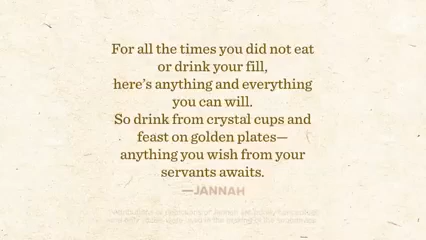 For all the times you did not eat
or drink your fill,
here's anything and everything
you can will.
So drink from crystal cups and
feast on golden plates—
anything you wish from your
servants awaits.
—JANNAH